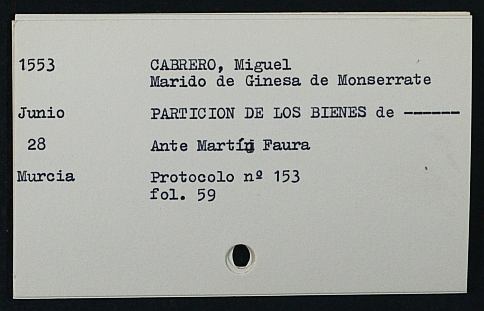 1553 CABRERO, Miguel
Marido de Ginesa de Monserrate
Junio PARTICION DE LOS BIENES de ------
28 Ante Martín Faura
Murcia Protocolo nº 153
fol. 59